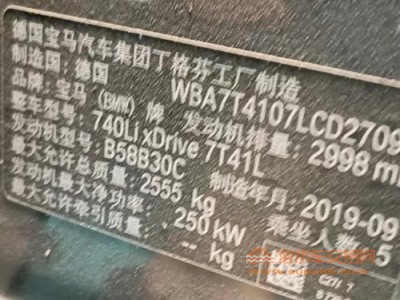 德国宝马汽车集团丁格芬工厂制造
制造国：德国 WBA7T4107LCD2709
品牌：宝马（BMW）牌 发动机排量：2998 m
整车型号：740Li xDrive 7T41L
发动机型号：B58B30C 制造年月：2019-09
最大允许总质量：2555 kg 乘坐人数：5
最大净功率：250 kW
最大允许牵引质量：-- kg